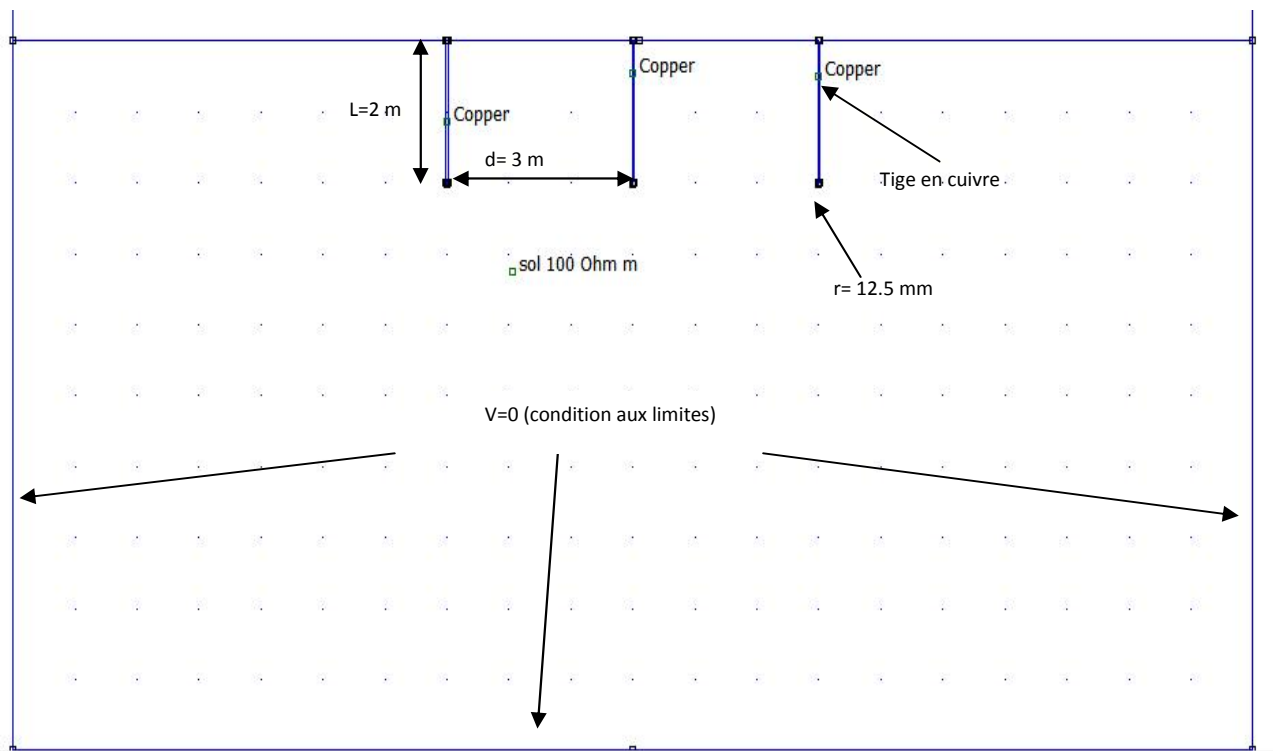 Copper
Copper
L=2 m
Copper
d= 3 m
Tige en cuivre
sol 100 Ohm m
r= 12.5 mm
V=0 (condition aux limites)